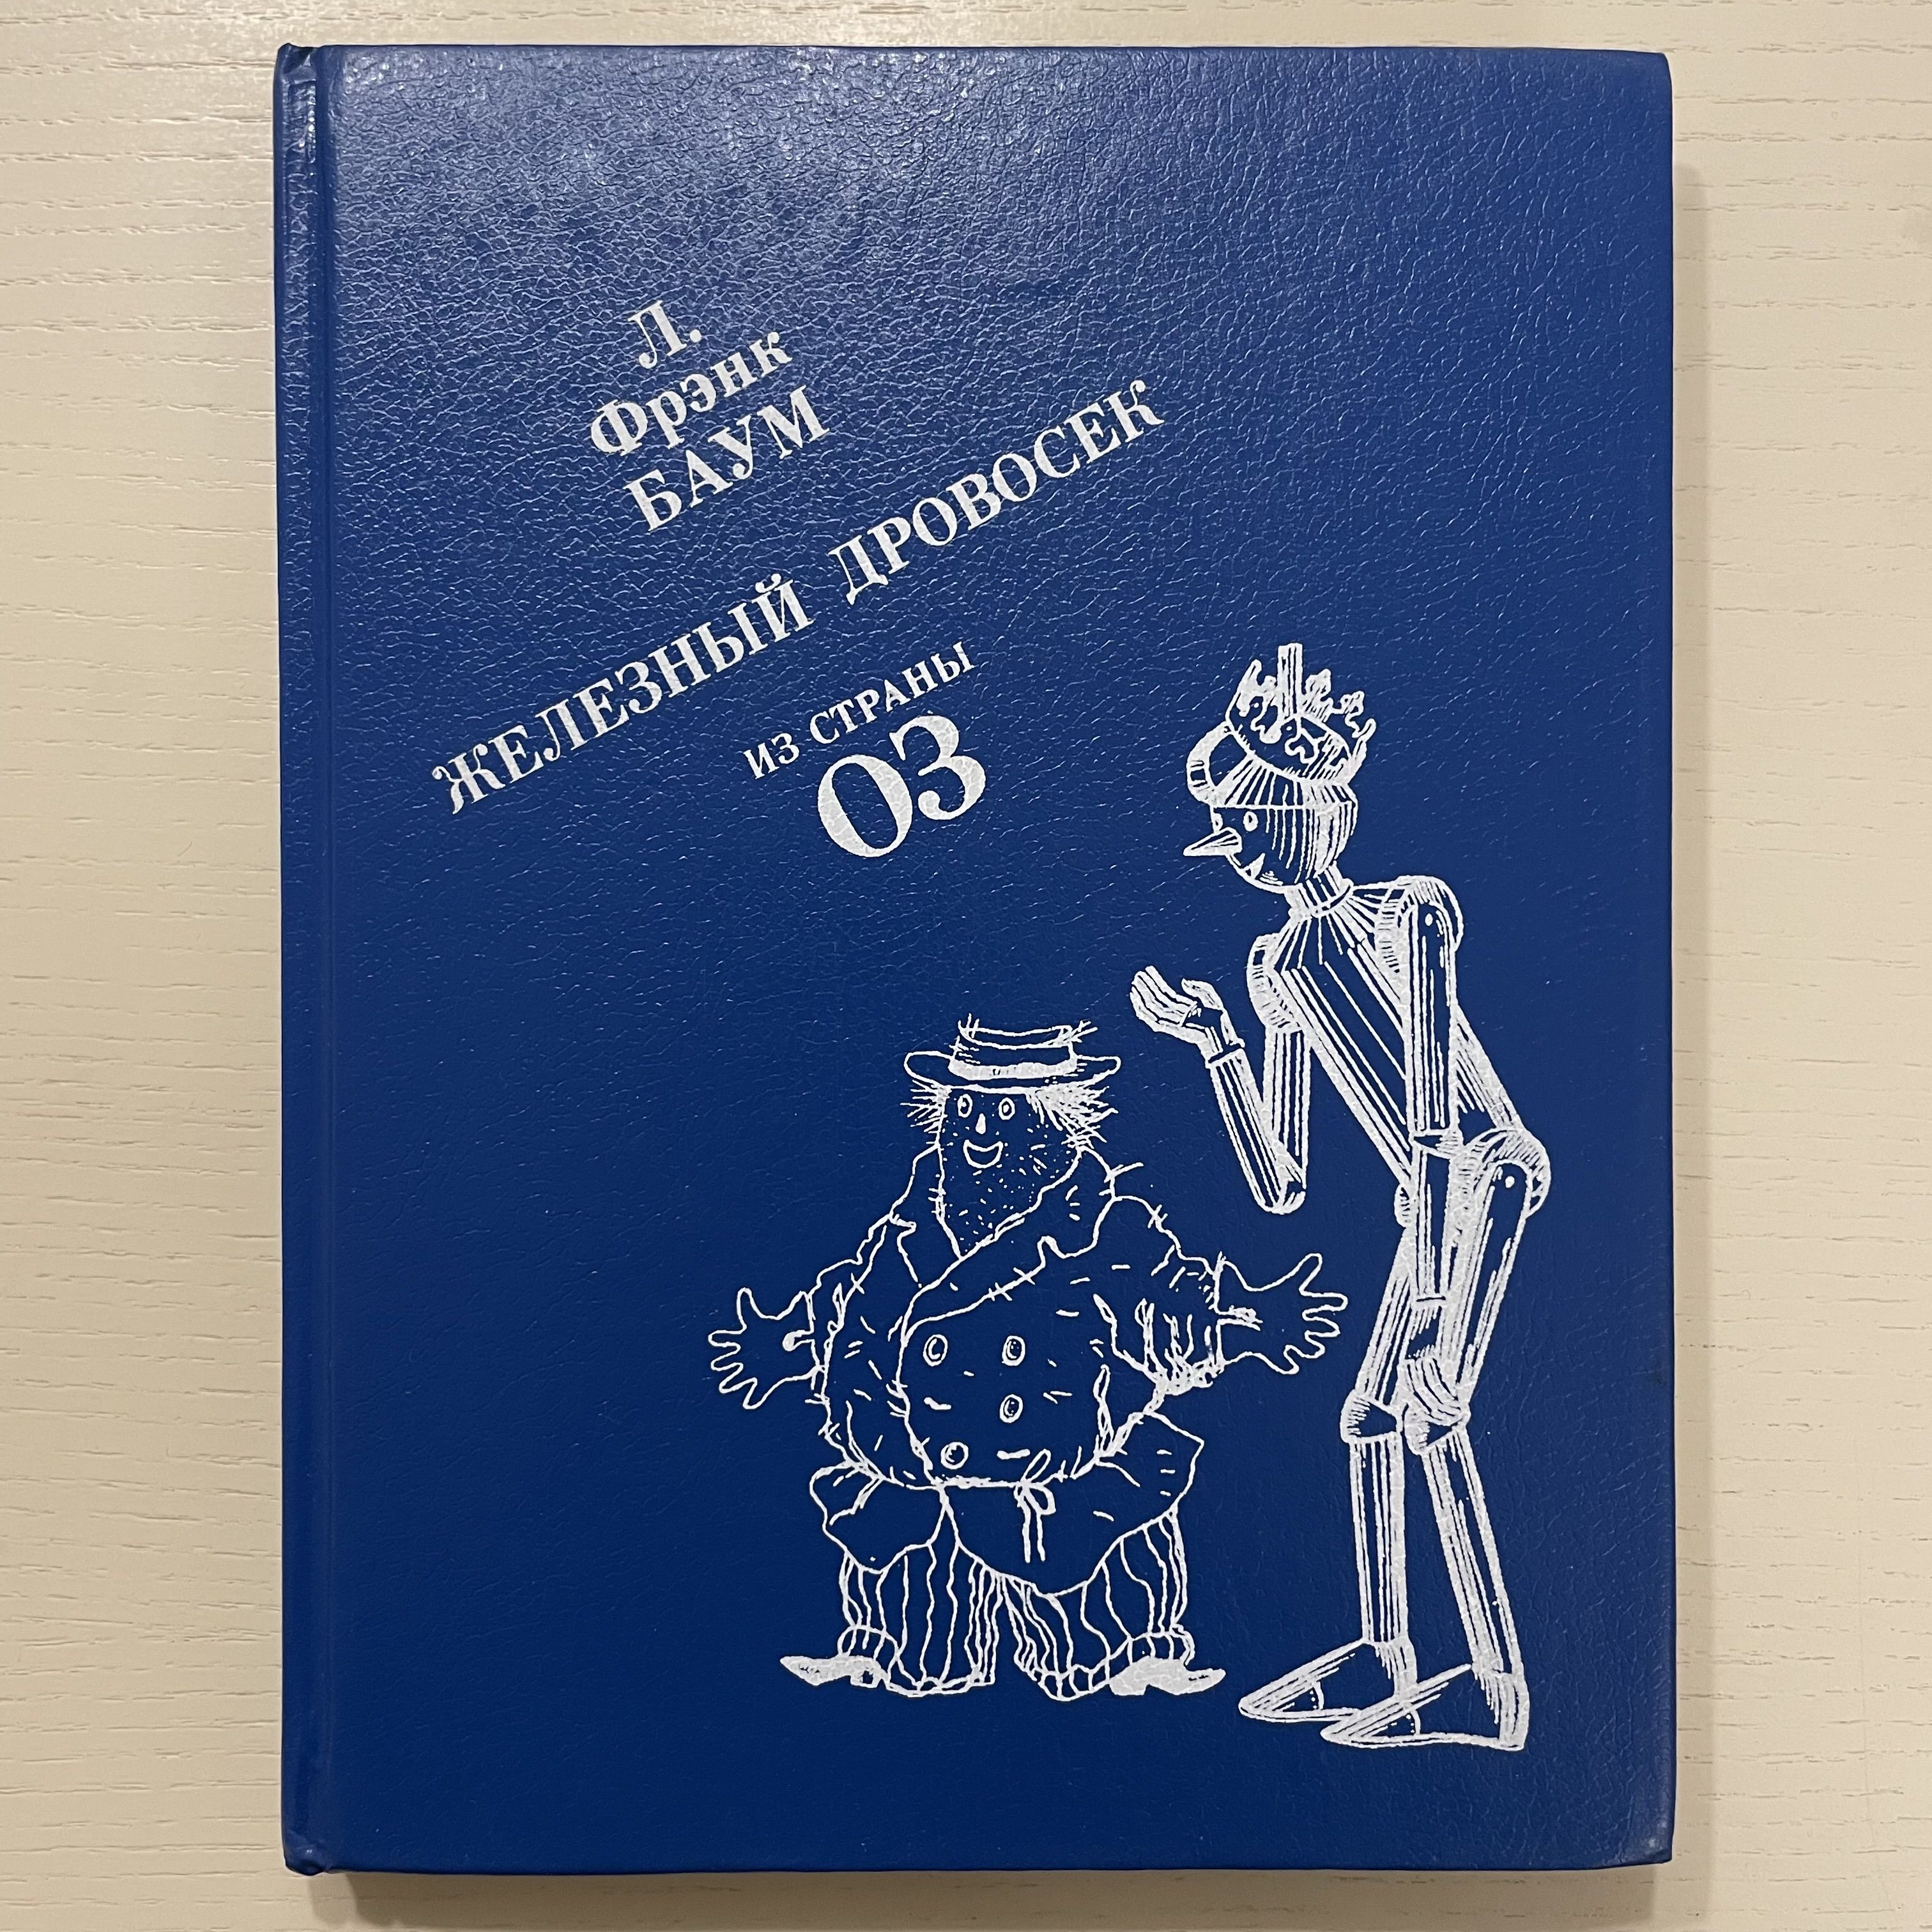 Л.
Фрэнк
БАУМ
ЖЕЛЕЗНЫЙ ДРОВОСЕК
ИЗ СТРАНЫ
ОЗ